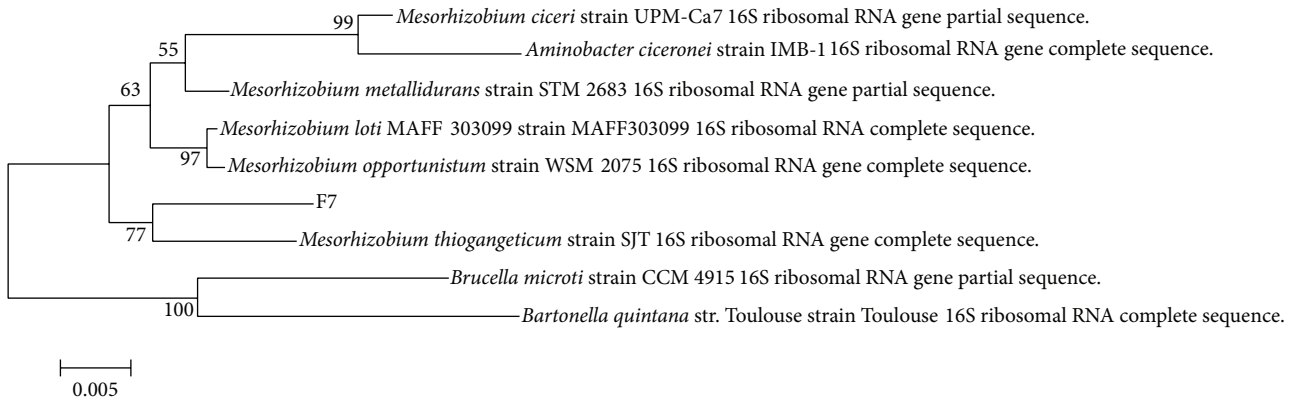 99
Mesorhizobium ciceri strain UPM-Ca7 16S ribosomal RNA gene partial sequence.
55
Aminobacter ciceronei strain IMB-1 16S ribosomal RNA gene complete sequence.
63
Mesorhizobium metallidurans strain STM 2683 16S ribosomal RNA gene partial sequence.
Mesorhizobium loti MAFF 303099 strain MAFF303099 16S ribosomal RNA complete sequence.
97
Mesorhizobium opportunistum strain WSM 2075 16S ribosomal RNA gene complete sequence.
F7
77
Mesorhizobium thiogangeticum strain SJT 16S ribosomal RNA gene complete sequence.
Brucella microti strain CCM 4915 16S ribosomal RNA gene partial sequence.
100
Bartonella quintana str. Toulouse strain Toulouse 16S ribosomal RNA complete sequence.
0.005